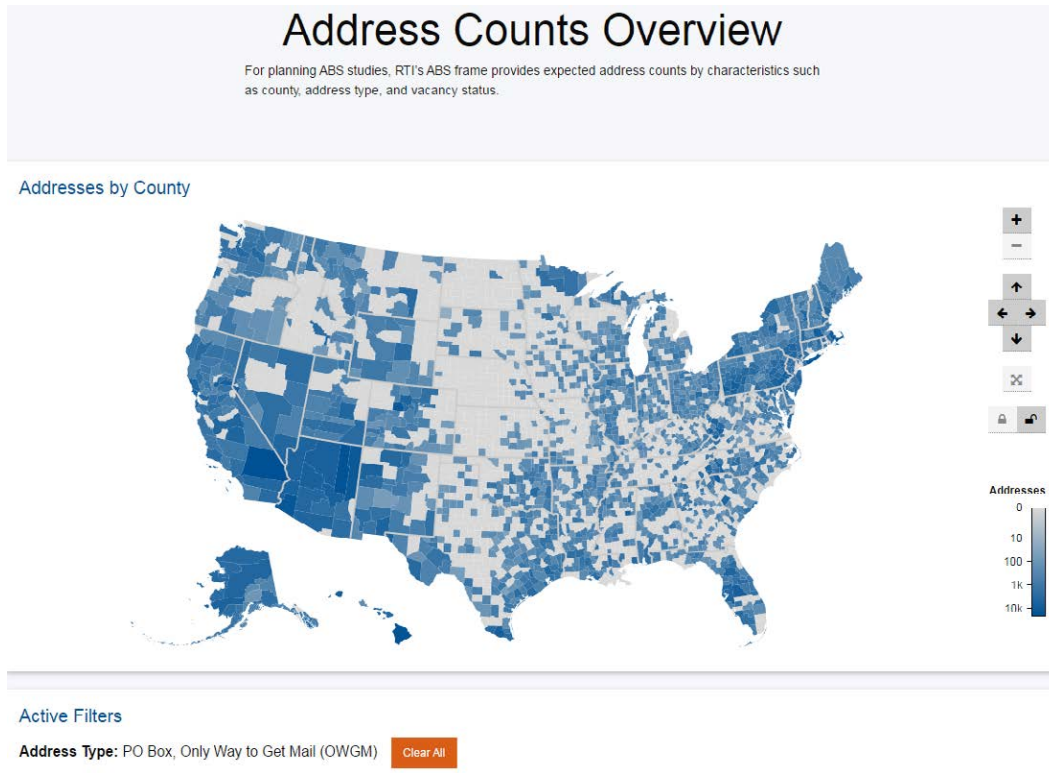 Address Counts Overview
For planning ABS studies, RTI's ABS frame provides expected address counts by characteristics such
as county, address type, and vacancy status.
Addresses by County
Addresses
0
10
100
1k
10k
Active Filters
Address Type: PO Box, Only Way to Get Mail (OWGM) Clear All